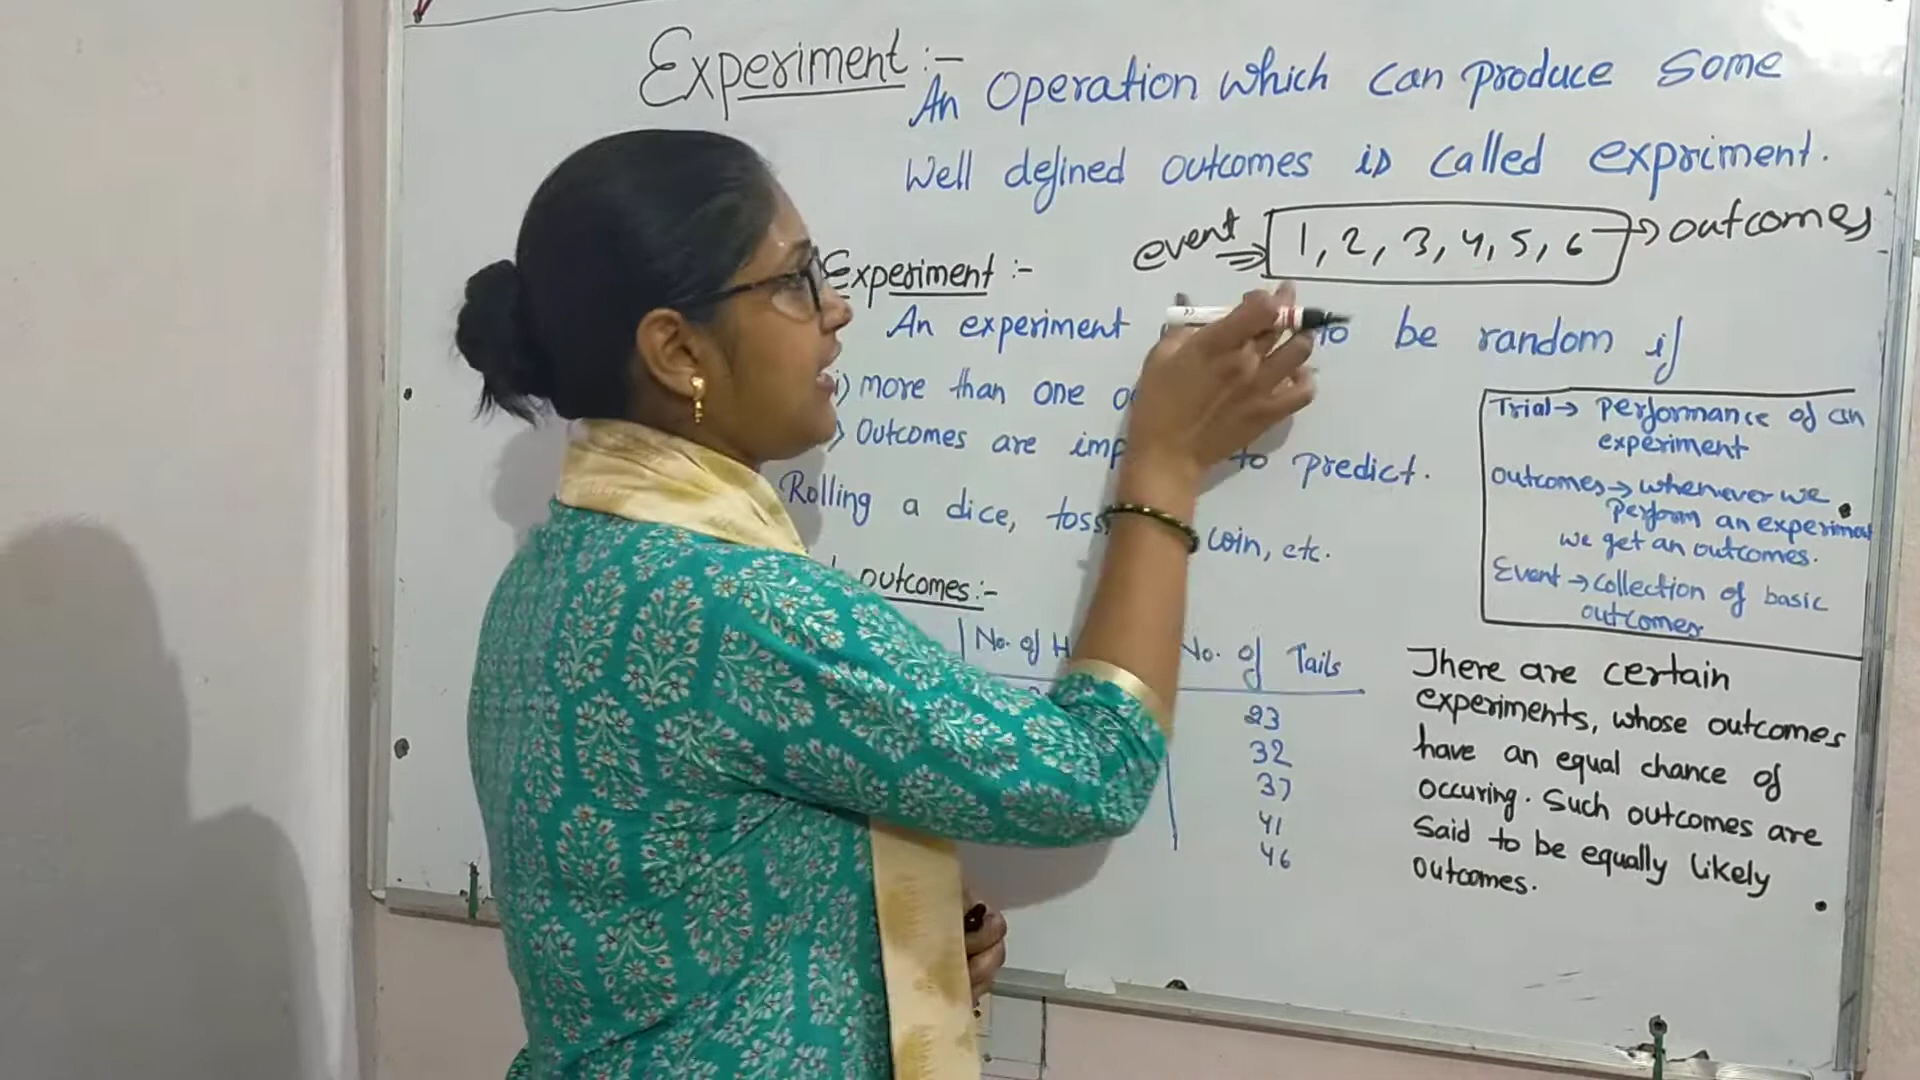 Experiment :-
An Operation which can produce some
Well defined outcomes is called expriment.
event ⇒ 1, 2, 3, 4, 5, 6 → outcomes
Experiment :-
An experiment to be random if
i) more than one
) Outcomes are to predict.
Rolling a dice, coin, etc.
outcomes:-
No. of H No. of Tails
23
32
37
41
46
Trial → Performance of an
experiment
outcomes → whenever we
perform an experiment
we get an outcomes.
Event → collection of basic
outcomes
There are certain
experiments, whose outcomes
have an equal chance of
occuring. Such outcomes are
Said to be equally likely
outcomes.